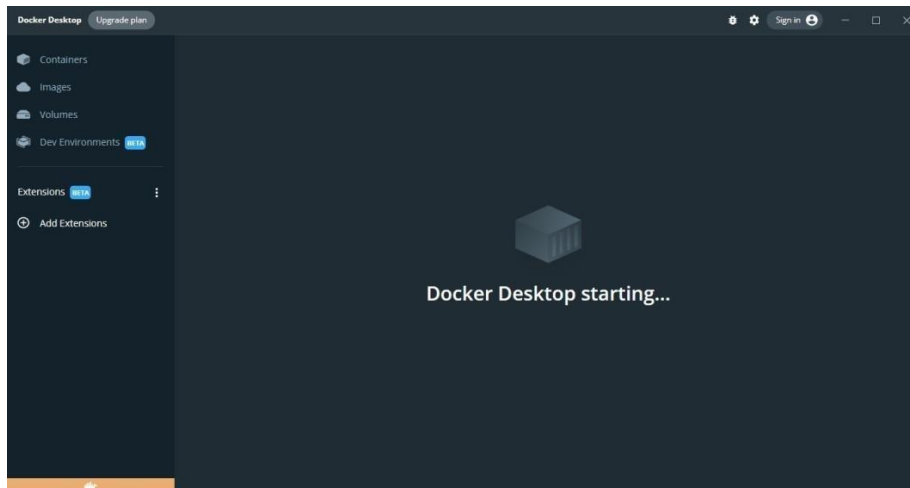 Docker Desktop Upgrade plan Sign in
Containers
Images
Volumes
Dev Environments BETA
Extensions BETA
Add Extensions
Docker Desktop starting...